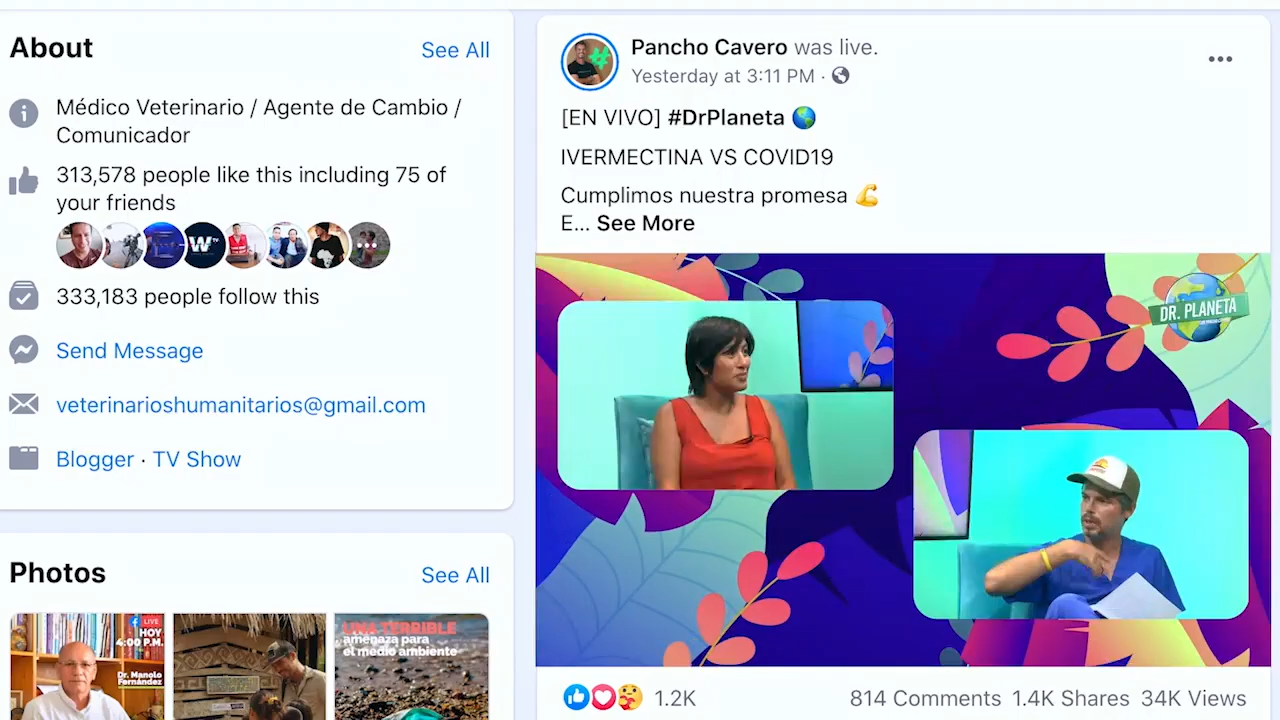 About
See All
Médico Veterinario / Agente de Cambio /
Comunicador
313,578 people like this including 75 of
your friends
W TV
333,183 people follow this
Send Message
veterinarioshumanitarios@gmail.com
Blogger · TV Show
Photos
See All
LIVE
HOY
4:00 P.M.
Dr. Manolo
Fernández
UNA TERRIBLE
amenaza para
el medio ambiente
Pancho Cavero was live.
Yesterday at 3:11 PM ·
[EN VIVO] #DrPlaneta 🌎
IVERMECTINA VS COVID19
Cumplimos nuestra promesa 💪
E... See More
DR. PLANETA
1.2K
814 Comments 1.4K Shares 34K Views